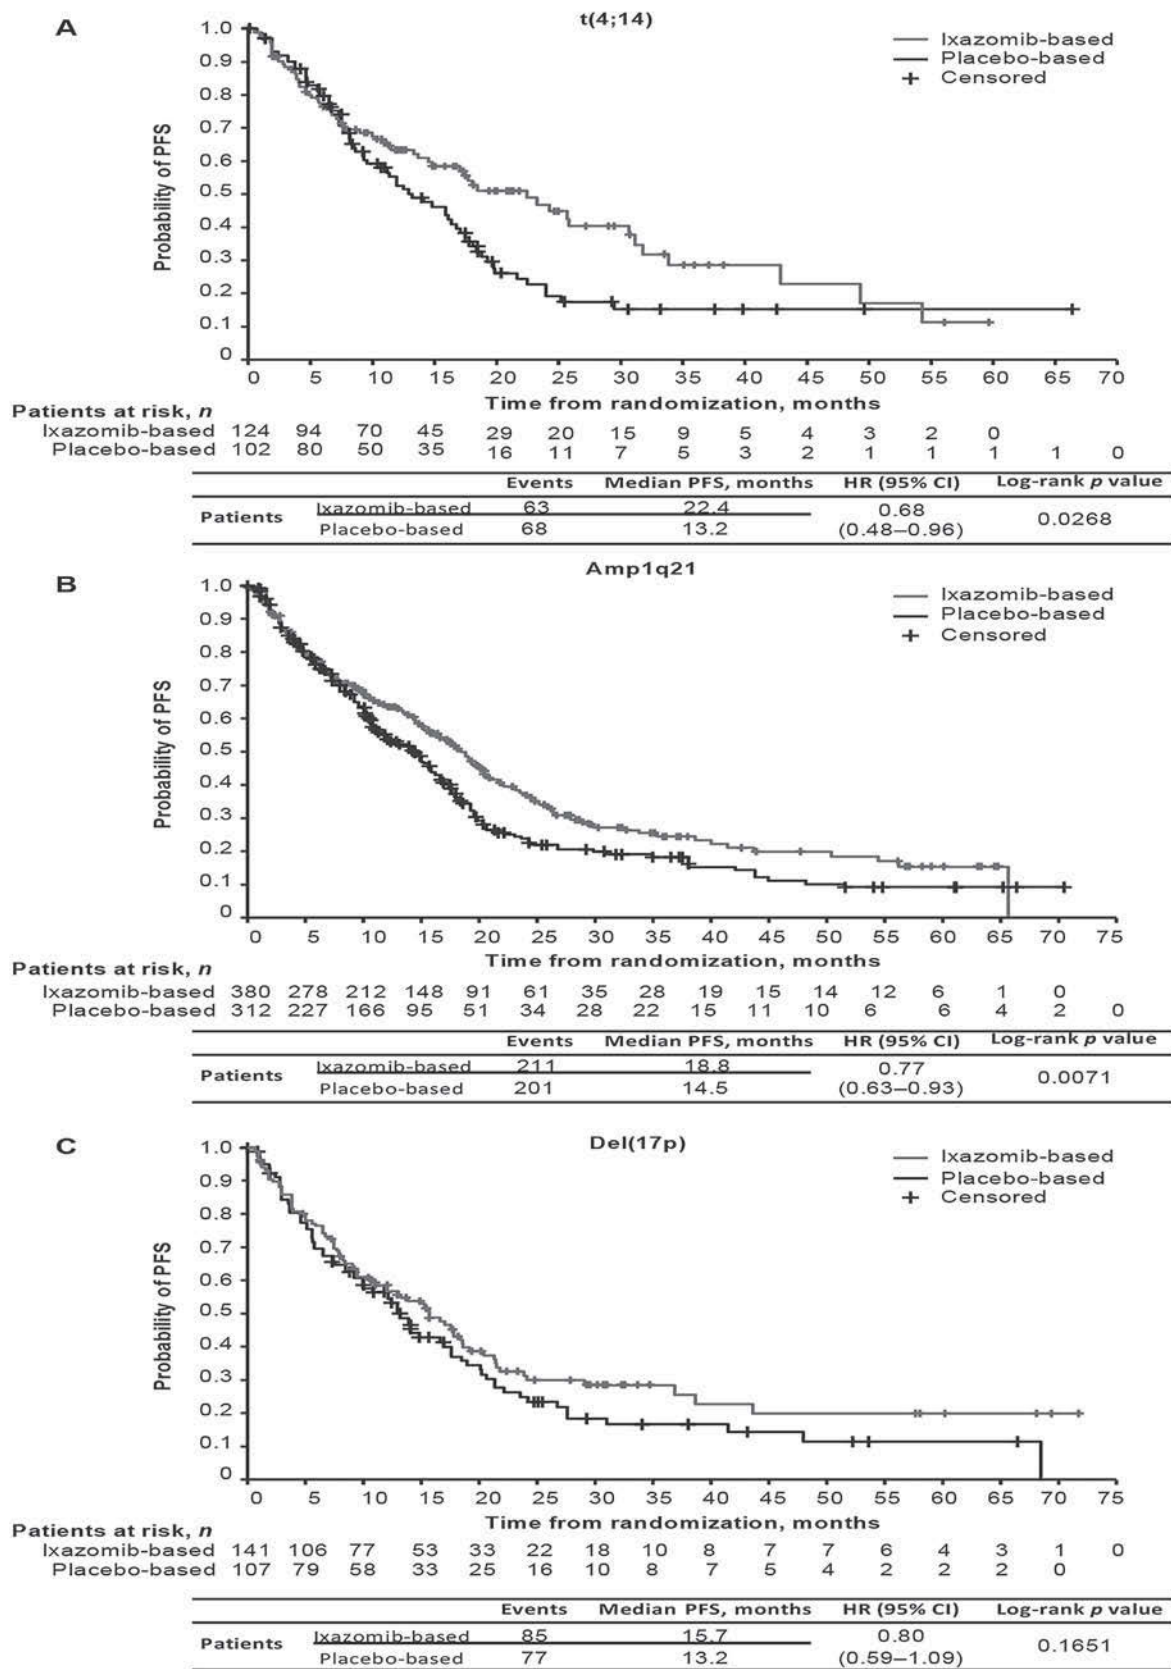 A
t(4;14)
1.0
0.9
0.8
0.7
0.6
0.5
0.4
0.3
0.2
0.1
0
Probability of PFS
Ixazomib-based
Placebo-based
Censored
0 5 10 15 20 25 30 35 40 45 50 55 60 65 70
Time from randomization, months
Patients at risk, n
Ixazomib-based 124 94 70 45 29 20 15 9 5 4 3 2 0
Placebo-based 102 80 50 35 16 11 7 5 3 2 1 1 1 1 0
Events Median PFS, months HR (95% CI) Log-rank p value
Patients
Ixazomib-based 63 22.4 0.68
Placebo-based 68 13.2 (0.48–0.96)
0.0268
B
Amp1q21
1.0
0.9
0.8
0.7
0.6
0.5
0.4
0.3
0.2
0.1
0
Probability of PFS
Ixazomib-based
Placebo-based
Censored
0 5 10 15 20 25 30 35 40 45 50 55 60 65 70 75
Time from randomization, months
Patients at risk, n
Ixazomib-based 380 278 212 148 91 61 35 28 19 15 14 12 6 1 0
Placebo-based 312 227 166 95 51 34 28 22 15 11 10 6 6 4 2 0
Events Median PFS, months HR (95% CI) Log-rank p value
Patients
Ixazomib-based 211 18.8 0.77
Placebo-based 201 14.5 (0.63–0.93)
0.0071
C
Del(17p)
1.0
0.9
0.8
0.7
0.6
0.5
0.4
0.3
0.2
0.1
0
Probability of PFS
Ixazomib-based
Placebo-based
Censored
0 5 10 15 20 25 30 35 40 45 50 55 60 65 70 75
Time from randomization, months
Patients at risk, n
Ixazomib-based 141 106 77 53 33 22 18 10 8 7 7 6 4 3 1 0
Placebo-based 107 79 58 33 25 16 10 8 7 5 4 2 2 2 0
Events Median PFS, months HR (95% CI) Log-rank p value
Patients
Ixazomib-based 85 15.7 0.80
Placebo-based 77 13.2 (0.59–1.09)
0.1651